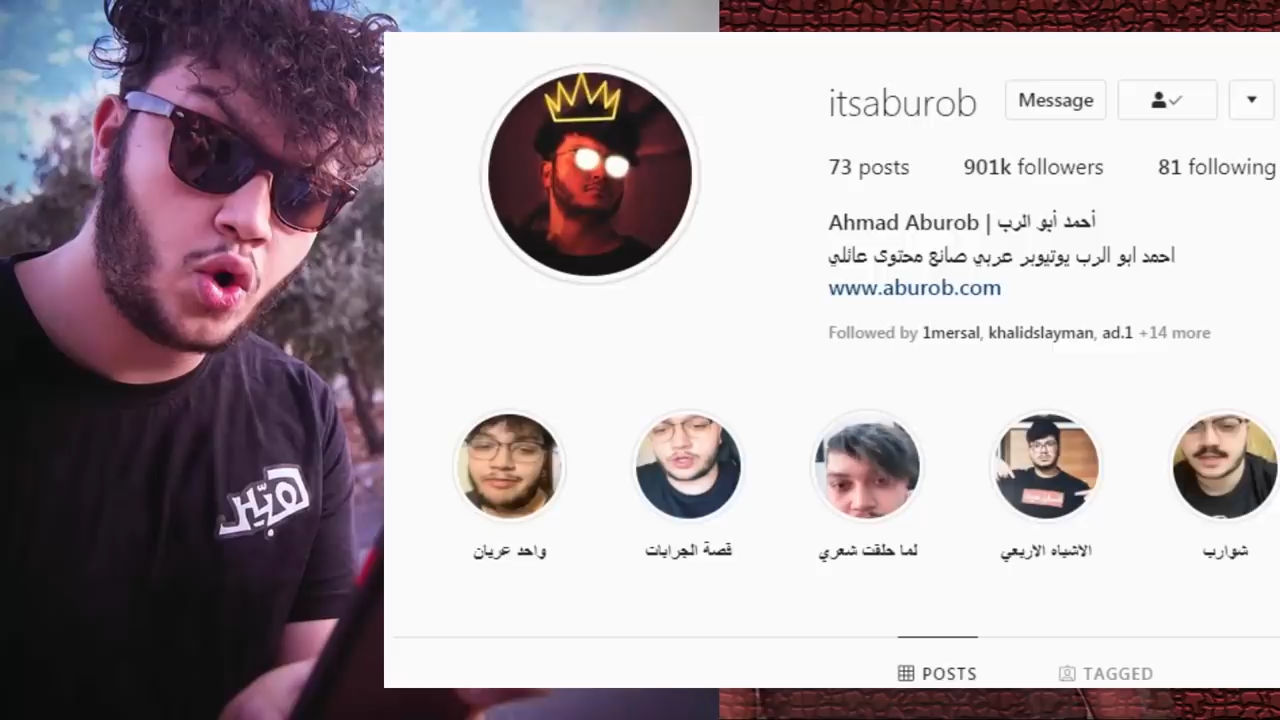 itsaburob
Message
73 posts 901k followers 81 following
Ahmad Aburob | أحمد أبو الرب
احمد ابو الرب يوتيوبر عربي صانع محتوى عائلي
www.aburob.com
Followed by 1mersal, khalidslayman, ad.1 +14 more
واحد عريان
قصة الجرابات
لما حلقت شعري
الاشياء الاربعي
شوارب
POSTS TAGGED